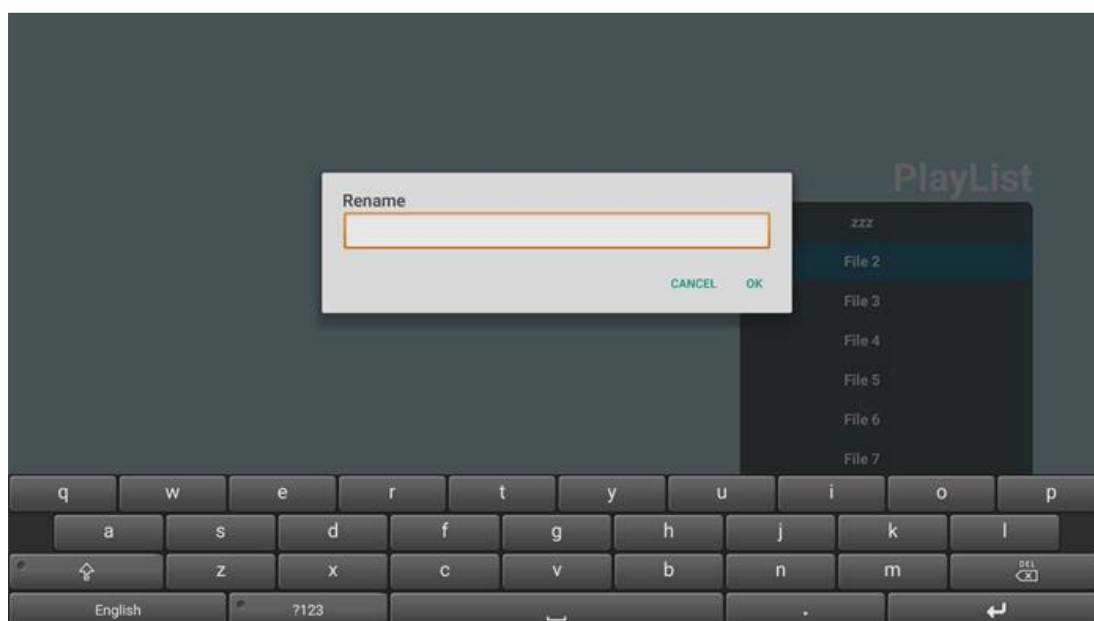 PlayList
Rename
zzz
File 2
CANCEL OK
File 3
File 4
File 5
File 6
File 7
q w e r t y u i o p
a s d f g h j k l
z x c v b n m DEL
English ?123 .